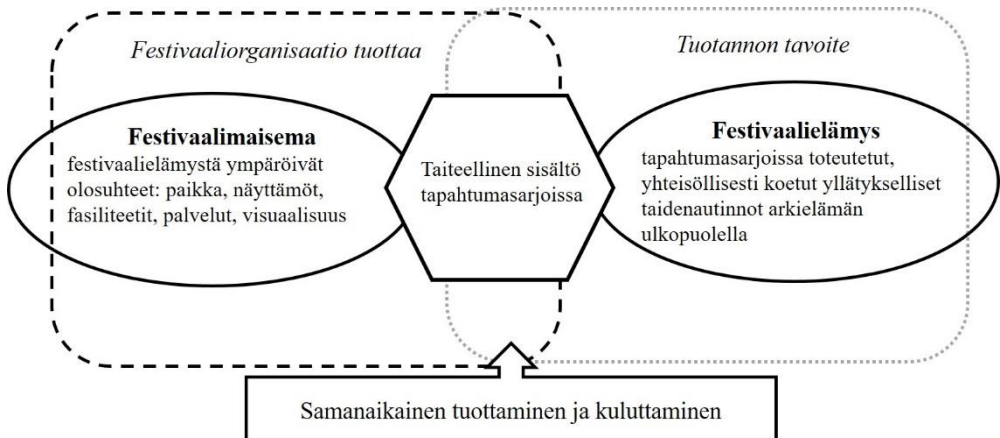 Festivaaliorganisaatio tuottaa
Tuotannon tavoite
Festivaalimaisema
festivaalielämystä ympäröivät
olosuhteet: paikka, näyttämöt,
fasiliteetit, palvelut, visuaalisuus
Taiteellinen sisältö
tapahtumasarjoissa
Festivaalielämys
tapahtumasarjoissa toteutetut,
yhteisöllisesti koetut yllätykselliset
taidenautinnot arkielämän
ulkopuolella
Samanaikainen tuottaminen ja kuluttaminen